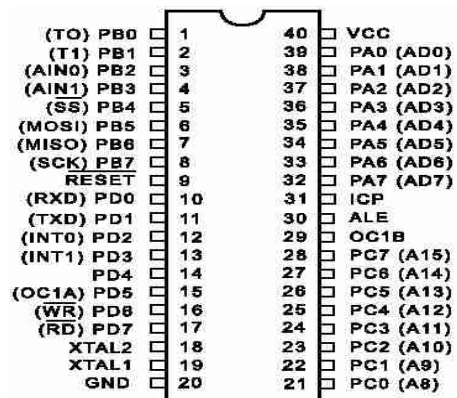 (TO) PB0 1 40 VCC
(T1) PB1 2 39 PA0 (AD0)
(AIN0) PB2 3 38 PA1 (AD1)
(AIN1) PB3 4 37 PA2 (AD2)
(S̅S̅) PB4 5 36 PA3 (AD3)
(MOSI) PB5 6 35 PA4 (AD4)
(MISO) PB6 7 34 PA5 (AD5)
(SCK) PB7 8 33 PA6 (AD6)
R̅E̅S̅E̅T̅ 9 32 PA7 (AD7)
(RXD) PD0 10 31 ICP
(TXD) PD1 11 30 ALE
(INT0) PD2 12 29 OC1B
(INT1) PD3 13 28 PC7 (A15)
PD4 14 27 PC6 (A14)
(OC1A) PD5 15 26 PC5 (A13)
(W̅R̅) PD6 16 25 PC4 (A12)
(R̅D̅) PD7 17 24 PC3 (A11)
XTAL2 18 23 PC2 (A10)
XTAL1 19 22 PC1 (A9)
GND 20 21 PC0 (A8)